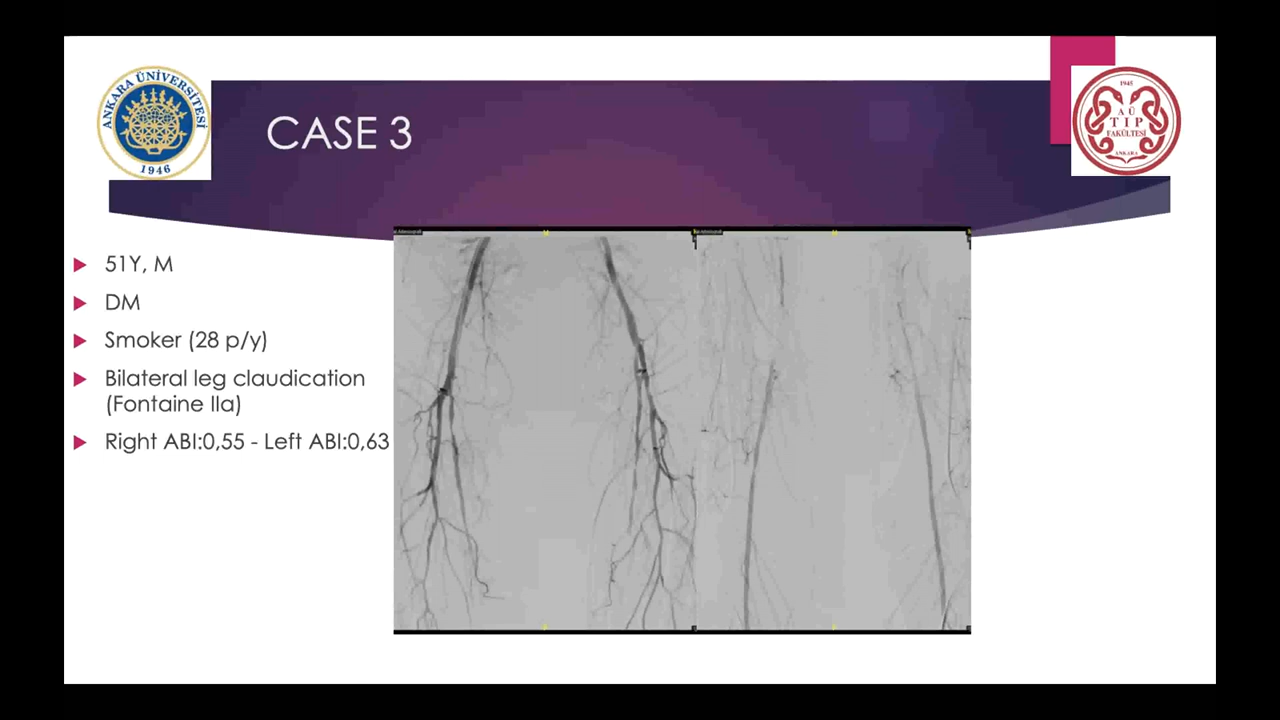 ANKARA ÜNİVERSİTESİ
1946
CASE 3
1945
AÜ
TIP
FAKÜLTESİ
ANKARA
51Y, M
DM
Smoker (28 p/y)
Bilateral leg claudication
(Fontaine IIa)
Right ABI:0,55 - Left ABI:0,63